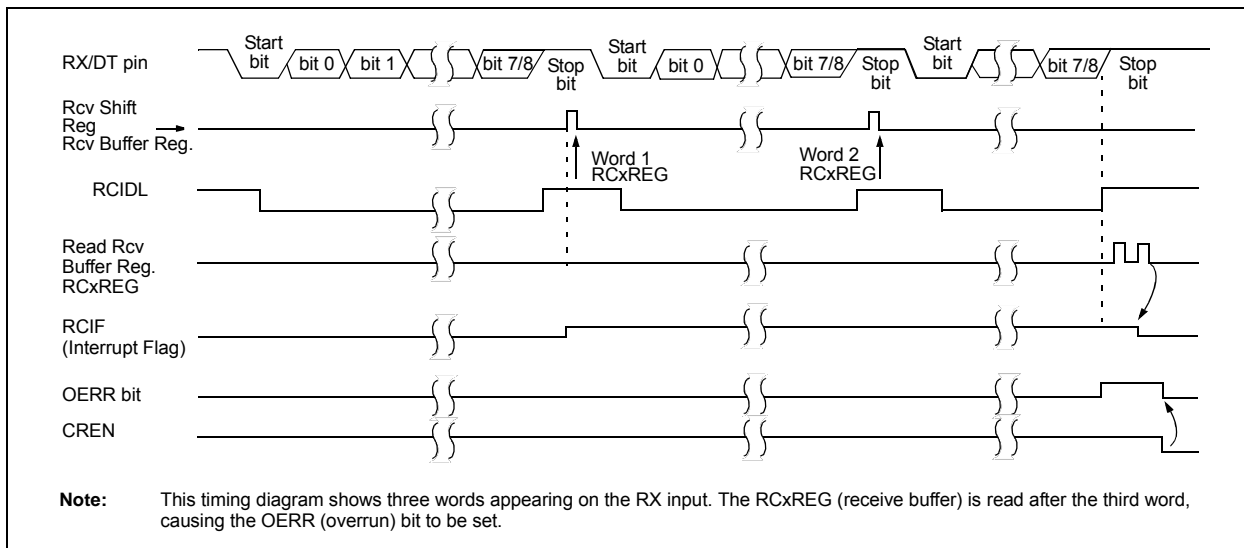 Start
bit
bit 0
bit 1
bit 7/8
Stop
bit
Start
bit
bit 0
bit 7/8
Stop
bit
Start
bit
bit 7/8
Stop
bit
RX/DT pin
Rcv Shift
Reg
Rcv Buffer Reg.
Word 1
RCxREG
Word 2
RCxREG
RCIDL
Read Rcv
Buffer Reg.
RCxREG
RCIF
(Interrupt Flag)
OERR bit
CREN
Note: This timing diagram shows three words appearing on the RX input. The RCxREG (receive buffer) is read after the third word,
causing the OERR (overrun) bit to be set.